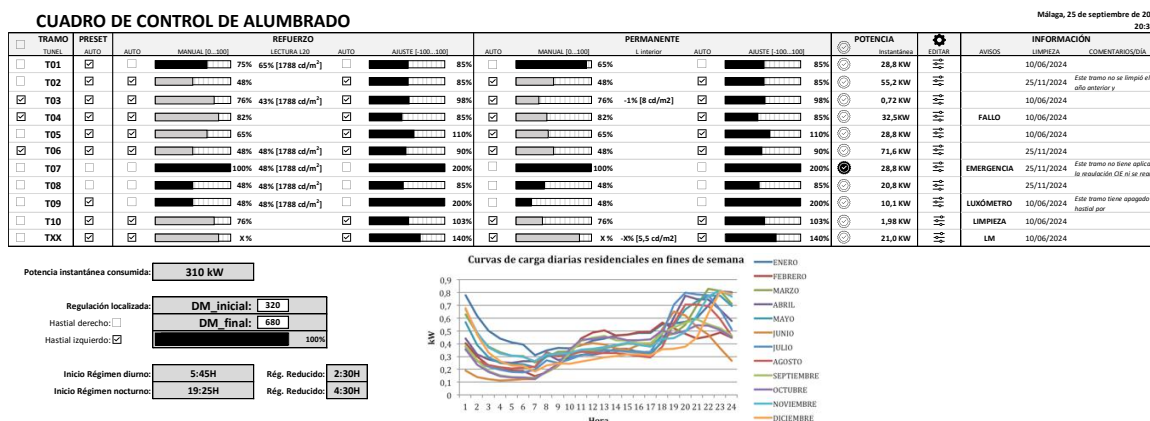 CUADRO DE CONTROL DE ALUMBRADO
Málaga, 25 de septiembre de 20
20:3
TRAMO PRESET REFUERZO PERMANENTE POTENCIA INFORMACIÓN
TUNEL AUTO AUTO MANUAL [0...100] LECTURA L20 AUTO AJUSTE [-100...100] AUTO MANUAL [0...100] L interior AUTO AJUSTE [-100...100] Instantánea EDITAR AVISOS LIMPIEZA COMENTARIOS/DÍA
T01 75% 65% [1788 cd/m2] 85% 65% 85% 28,8 KW 10/06/2024
T02 48% 85% 48% 85% 55,2 KW 25/11/2024 Este tramo no se limpió el año anterior y
T03 76% 43% [1788 cd/m2] 98% 76% -1% [8 cd/m2] 98% 0,72 KW 10/06/2024
T04 82% 85% 82% 85% 32,5KW FALLO 10/06/2024
T05 65% 110% 65% 110% 28,8 KW 10/06/2024
T06 48% 48% [1788 cd/m2] 90% 48% 90% 71,6 KW 25/11/2024
T07 100% 48% [1788 cd/m2] 200% 100% 200% 28,8 KW EMERGENCIA 25/11/2024 Este tramo no tiene aplica la regulación OE ni se rea
T08 48% 48% [1788 cd/m2] 85% 48% 85% 20,8 KW 25/11/2024
T09 48% 48% [1788 cd/m2] 200% 48% 200% 10,1 KW LUXÓMETRO 10/06/2024 Este tramo tiene apagado hastial por
T10 76% 103% 76% 103% 1,98 KW LIMPIEZA 10/06/2024
TXX X % 140% X % -X% [5,5 cd/m2] 140% 21,0 KW LM 10/06/2024
Potencia instantánea consumida: 310 kW
Regulación localizada: DM_inicial: 320
Hastial derecho: DM_final: 680
Hastial izquierdo: 100%
Inicio Régimen diurno: 5:45H Rég. Reducido: 2:30H
Inicio Régimen nocturno: 19:25H Rég. Reducido: 4:30H
Curvas de carga diarias residenciales en fines de semana
kW
0,9
0,8
0,7
0,6
0,5
0,4
0,3
0,2
0,1
0
1 2 3 4 5 6 7 8 9 10 11 12 13 14 15 16 17 18 19 20 21 22 23 24
Hora
ENERO
FEBRERO
MARZO
ABRIL
MAYO
JUNIO
JULIO
AGOSTO
SEPTIEMBRE
OCTUBRE
NOVIEMBRE
DICIEMBRE